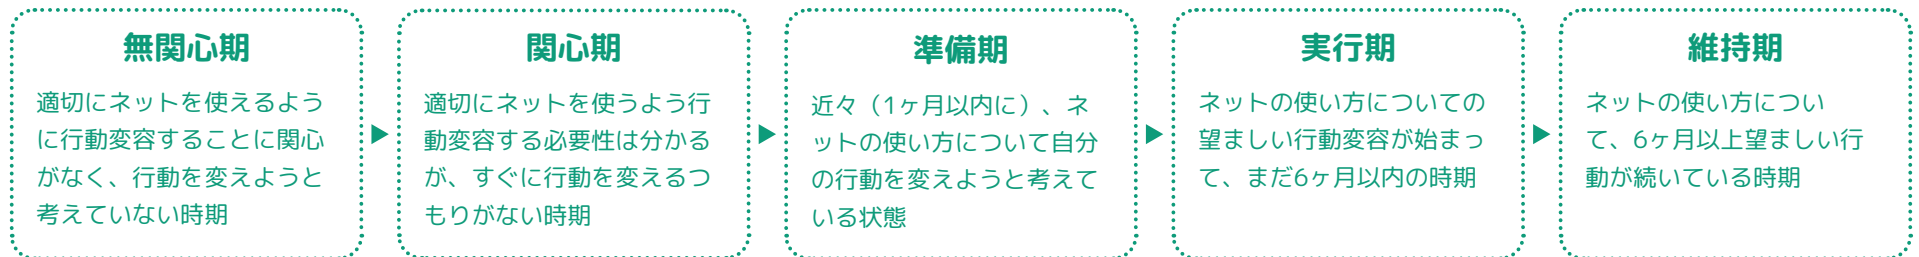 無関心期
適切にネットを使えるよう
に行動変容することに関心
がなく、行動を変えようと
考えていない時期
関心期
適切にネットを使うよう行
動変容する必要性は分かる
が、すぐに行動を変えるつ
もりがない時期
準備期
近々（1ヶ月以内に）、ネ
ットの使い方について自分
の行動を変えようと考えて
いる状態
実行期
ネットの使い方についての
望ましい行動変容が始まっ
て、まだ6ヶ月以内の時期
維持期
ネットの使い方につい
て、6ヶ月以上望ましい行
動が続いている時期